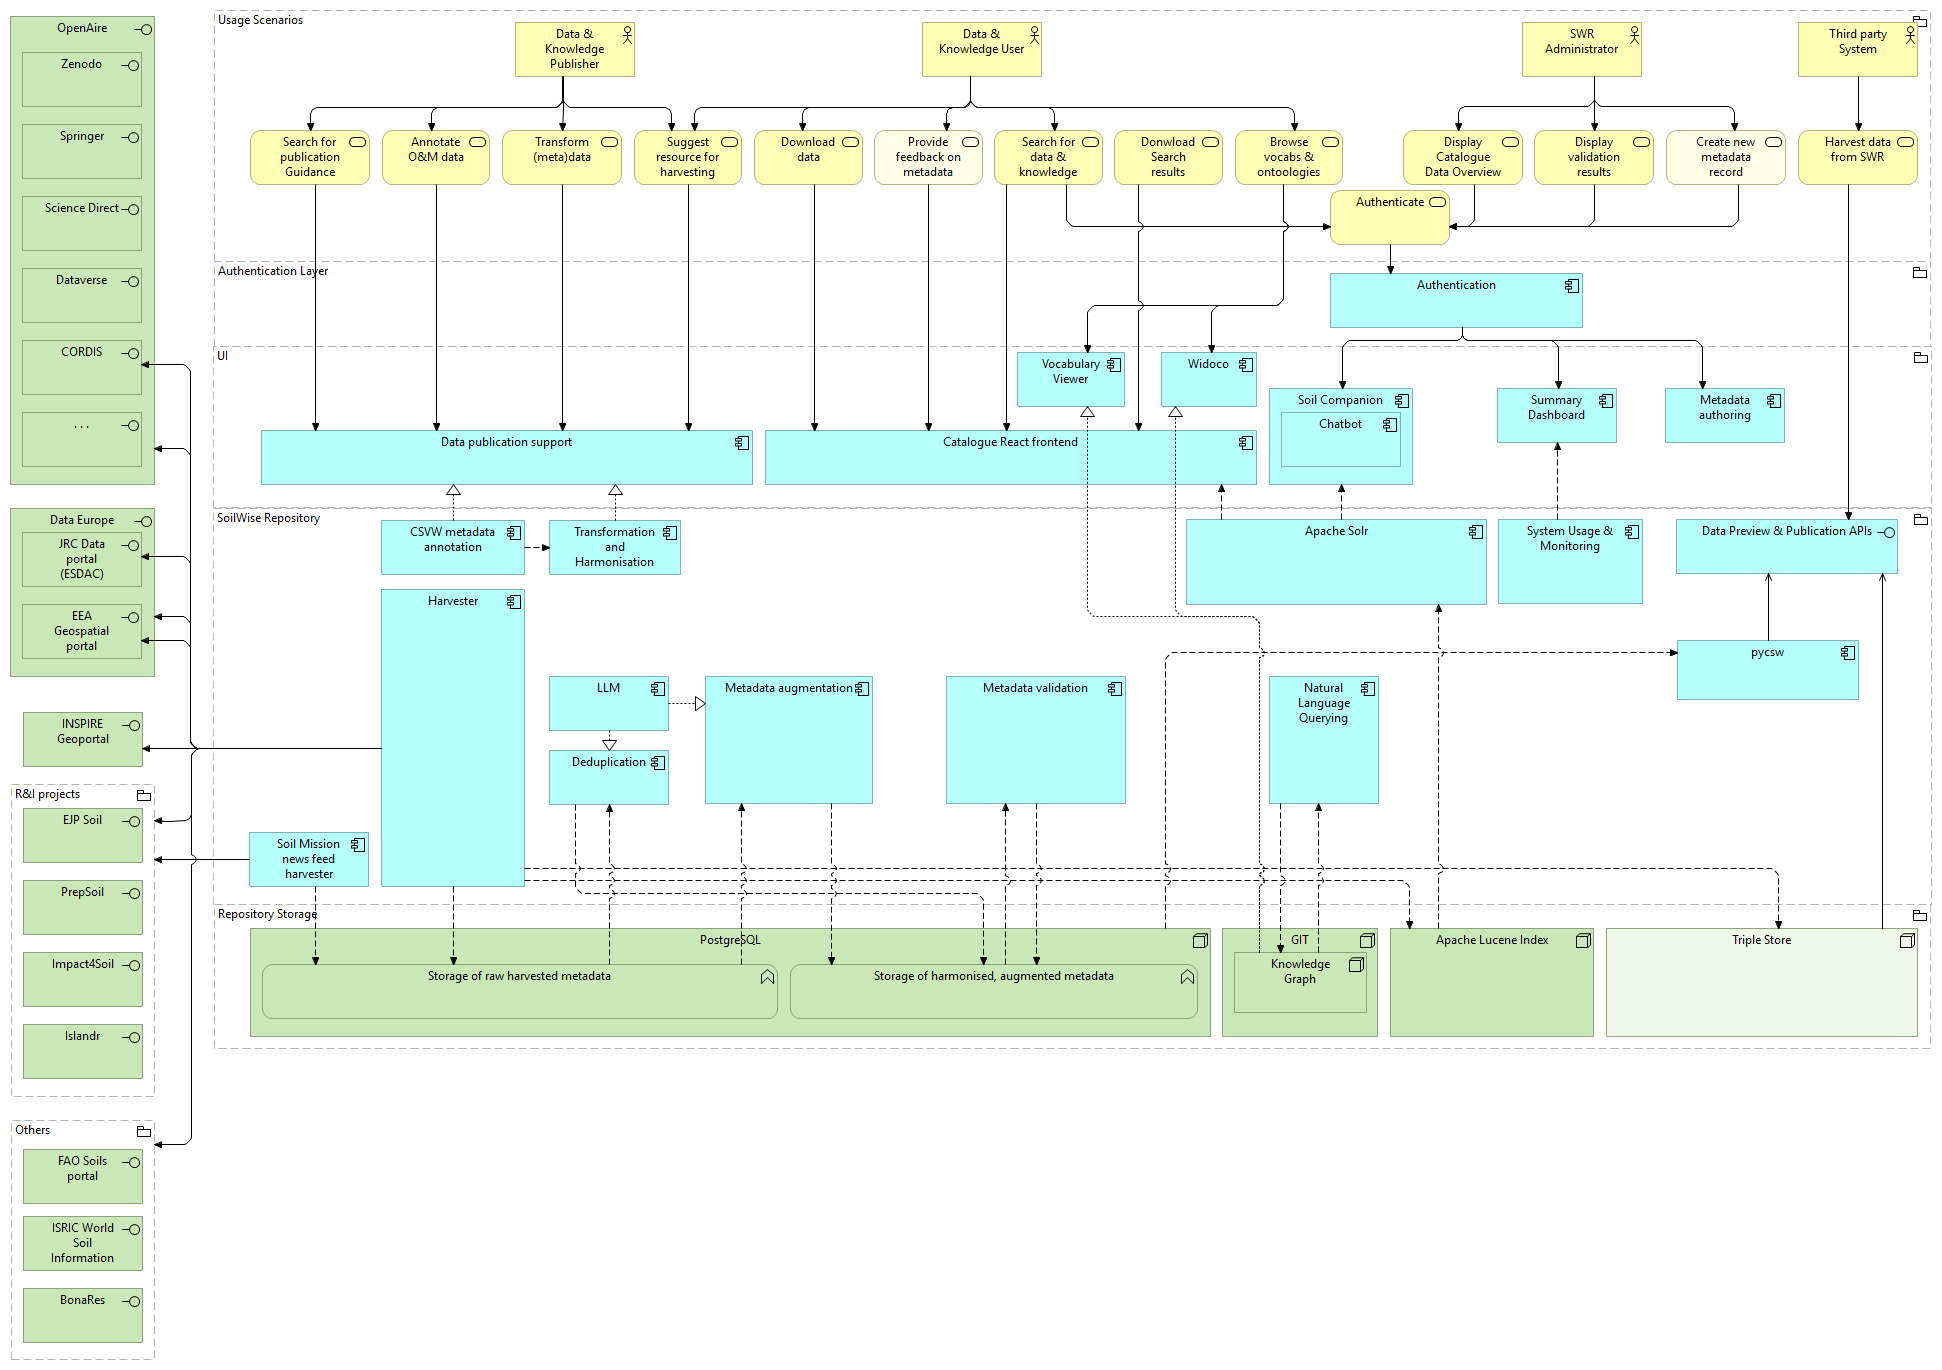 OpenAire
Zenodo
Springer
Science Direct
Dataverse
CORDIS
. . .
Data Europe
JRC Data
portal
(ESDAC)
EEA
Geospatial
portal
INSPIRE
Geoportal
R&I projects
EJP Soil
PrepSoil
Impact4Soil
Islandr
Others
FAO Soils
portal
ISRIC World
Soil
Information
BonaRes
Usage Scenarios
Data &
Knowledge
Publisher
Data &
Knowledge User
SWR
Administrator
Third party
System
Search for
publication
Guidance
Annotate
O&M data
Transform
(meta)data
Suggest
resource for
harvesting
Download
data
Provide
feedback on
metadata
Search for
data &
knowledge
Donwload
Search
results
Browse
vocabs &
ontoologies
Display
Catalogue
Data Overview
Display
validation
results
Create new
metadata
record
Harvest data
from SWR
Authenticate
Authentication Layer
Authentication
UI
Vocabulary
Viewer
Widoco
Soil Companion
Chatbot
Summary
Dashboard
Metadata
authoring
Data publication support
Catalogue React frontend
SoilWise Repository
CSVW metadata
annotation
Transformation
and
Harmonisation
Apache Solr
System Usage &
Monitoring
Data Preview & Publication APIs
Harvester
pycsw
LLM
Metadata augmentation
Metadata validation
Natural
Language
Querying
Deduplication
Soil Mission
news feed
harvester
Repository Storage
PostgreSQL
Storage of raw harvested metadata
Storage of harmonised, augmented metadata
GIT
Knowledge
Graph
Apache Lucene Index
Triple Store